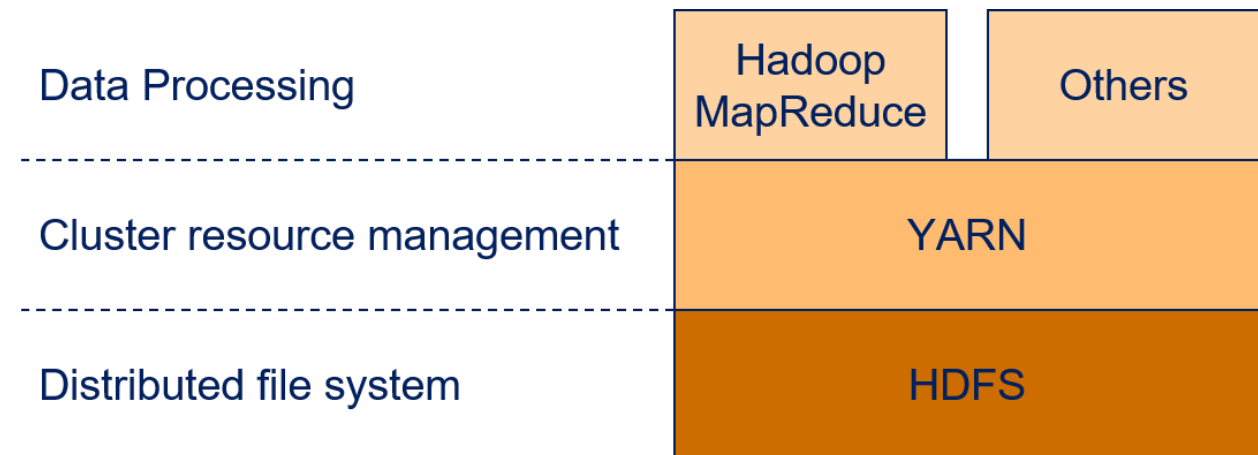 Data Processing
Hadoop
MapReduce
Others
Cluster resource management
YARN
Distributed file system
HDFS